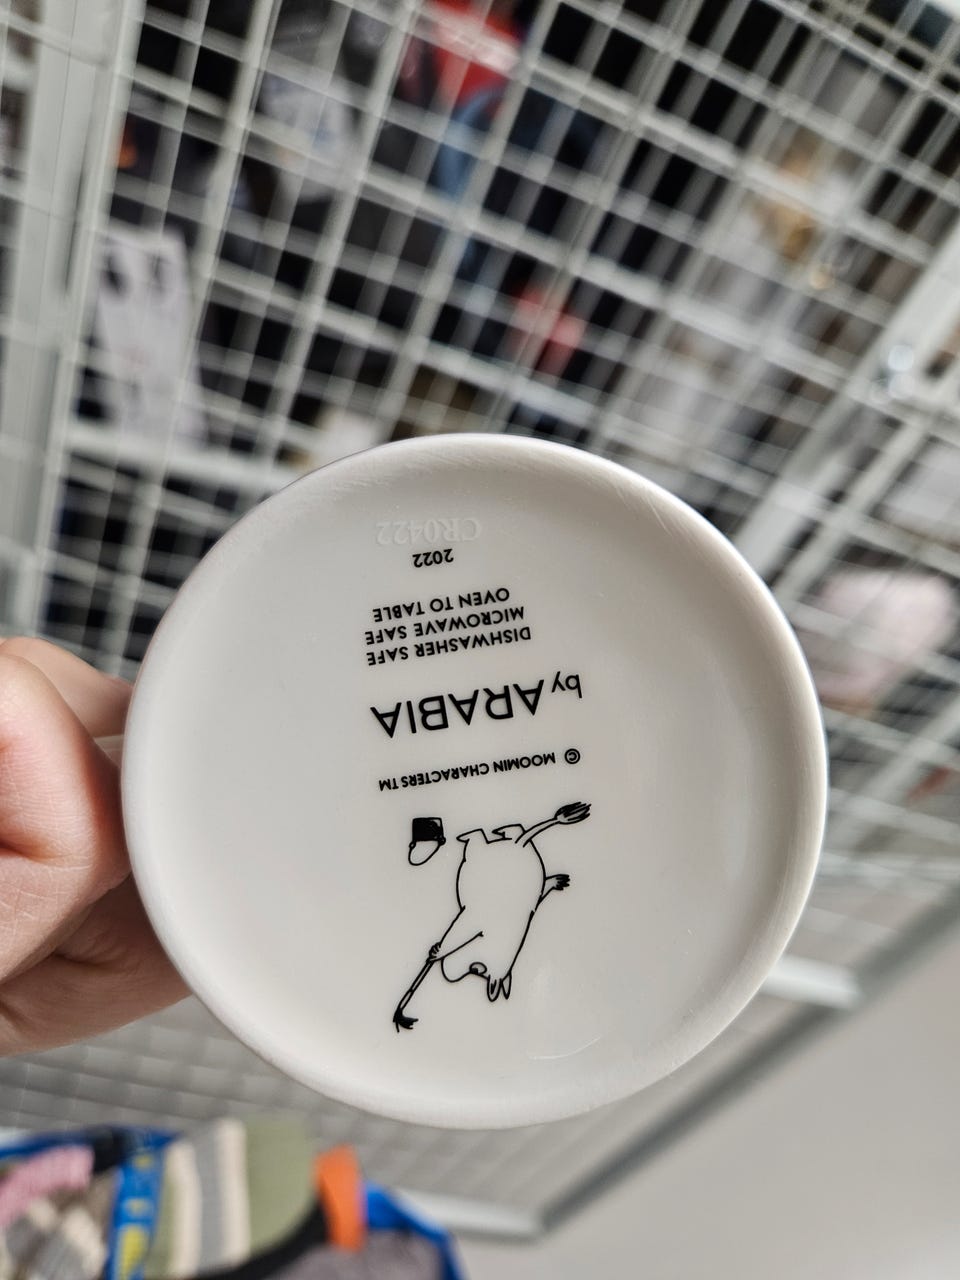 © MOOMIN CHARACTERS TM
by ARABIA
DISHWASHER SAFE
MICROWAVE SAFE
OVEN TO TABLE
2022
CR0422